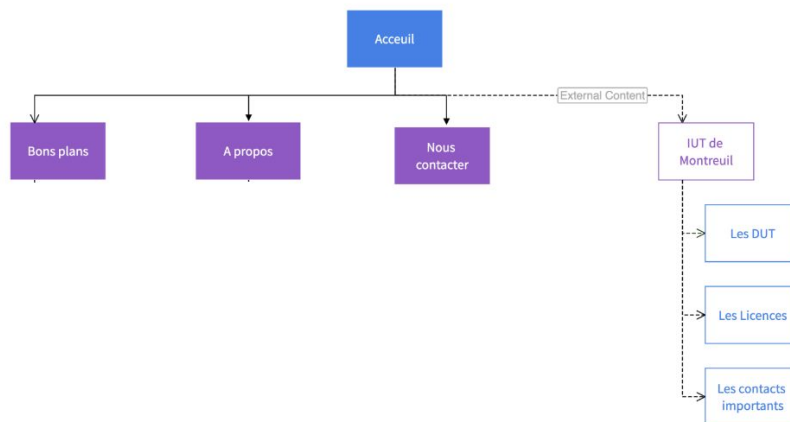 Acceuil
External Content
Bons plans
A propos
Nous
contacter
IUT de
Montreuil
Les DUT
Les Licences
Les contacts
importants